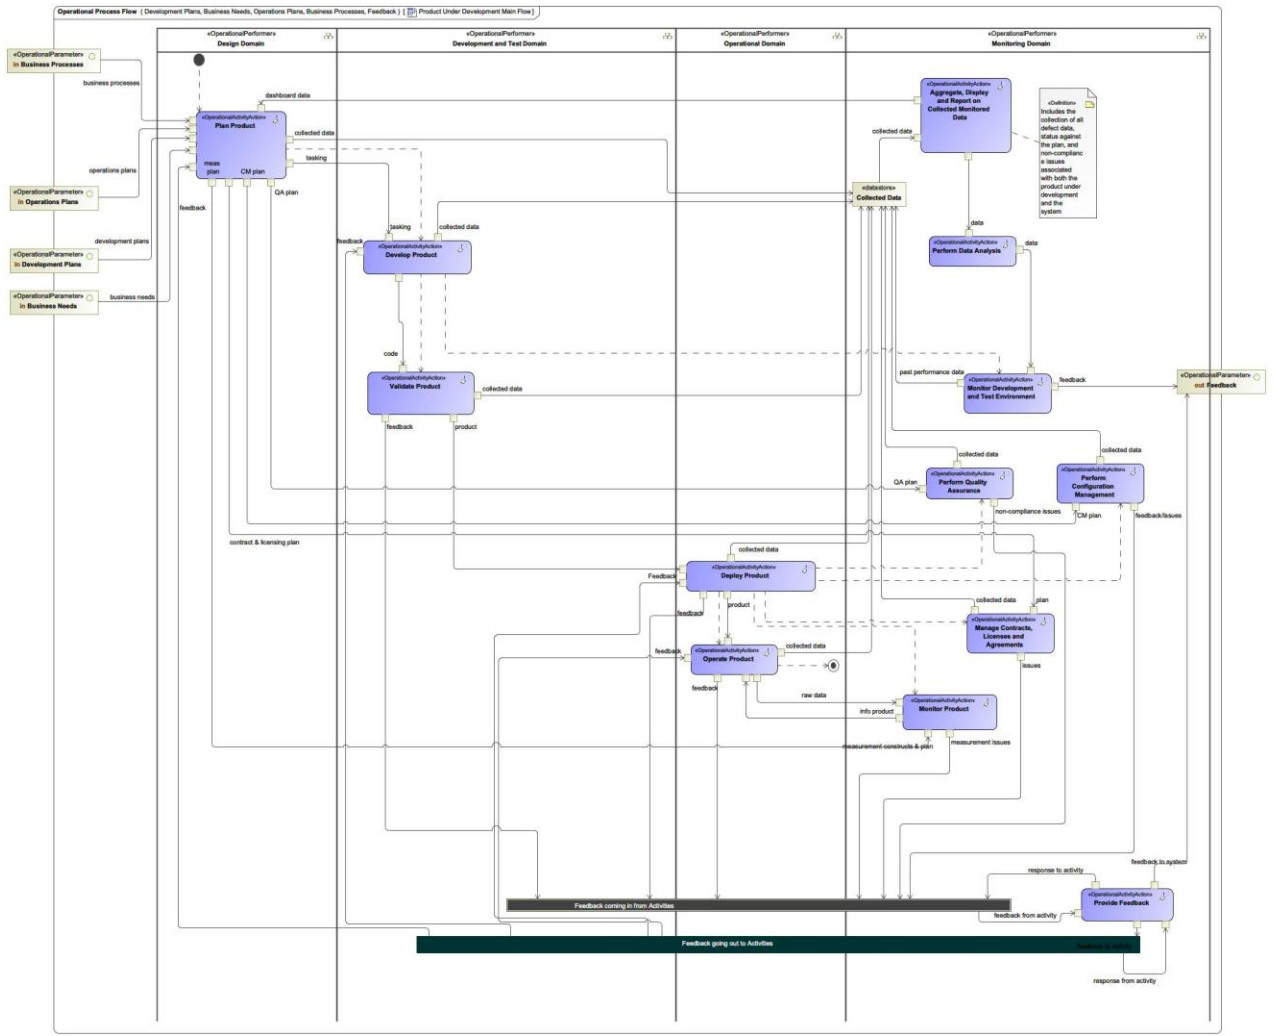 Operational Process Flow ( Development Plans, Business Needs, Operations Plans, Business Processes, Feedback ) [ Product Under Development Main Flow ]
«OperationalPerformer»
Design Domain
«OperationalPerformer»
Development and Test Domain
«OperationalPerformer»
Operational Domain
«OperationalPerformer»
Monitoring Domain
«OperationalParameter»
in Business Processes
business processes
operations plans
«OperationalParameter»
in Operations Plans
development plans
«OperationalParameter»
in Development Plans
«OperationalParameter»
in Business Needs
business needs
dashboard data
«OperationalActivityAction»
Plan Product
meas
plan
CM plan
QA plan
feedback
collected data
tasking
«OperationalActivityAction»
Aggregate, Display
and Report on
Collected Monitored
Data
«Definition»
Includes the
collection of all
defect data,
status against
the plan, and
non-complianc
e issues
associated
with both the
product under
development
and the
system
collected data
«datastore»
Collected Data
data
«OperationalActivityAction»
Perform Data Analysis
data
tasking
collected data
feedback
«OperationalActivityAction»
Develop Product
code
«OperationalActivityAction»
Validate Product
collected data
feedback
product
past performance data
«OperationalActivityAction»
Monitor Development
and Test Environment
feedback
«OperationalParameter»
out Feedback
collected data
QA plan
«OperationalActivityAction»
Perform Quality
Assurance
non-compliance issues
collected data
«OperationalActivityAction»
Perform
Configuration
Management
CM plan
feedback/issues
contract & licensing plan
collected data
Feedback
«OperationalActivityAction»
Deploy Product
feedback
product
collected data
plan
«OperationalActivityAction»
Manage Contracts,
Licenses and
Agreements
issues
feedback
«OperationalActivityAction»
Operate Product
collected data
feedback
raw data
info product
«OperationalActivityAction»
Monitor Product
measurement constructs & plan
measurement issues
feedback to system
response to activity
«OperationalActivityAction»
Provide Feedback
Feedback coming in from Activities
feedback from activity
Feedback going out to Activities
feedback to activity
response from activity